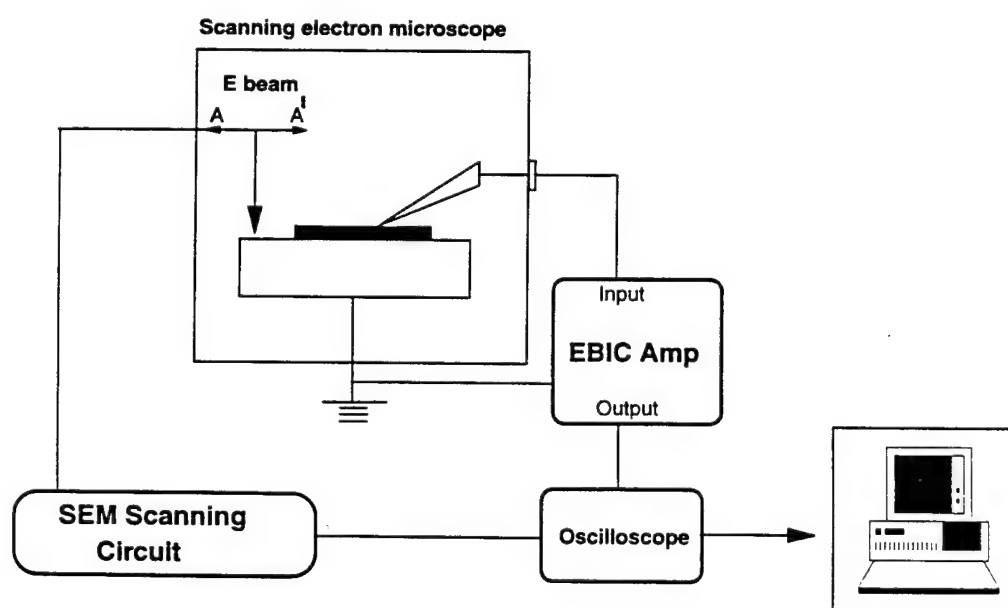 Scanning electron microscope
E beam
A A'
Input
EBIC Amp
Output
SEM Scanning
Circuit
Oscilloscope